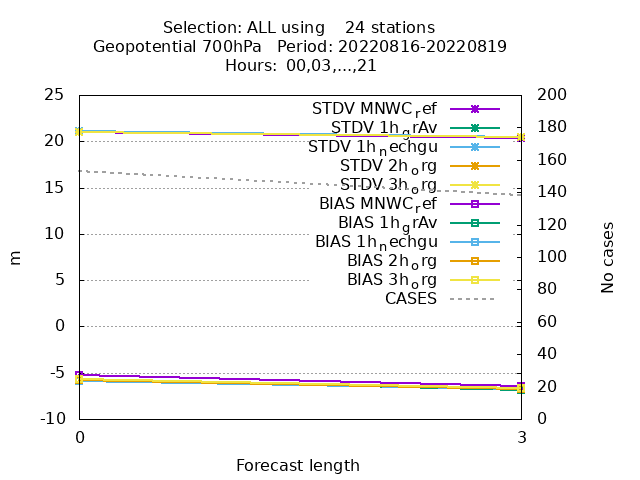 Selection: ALL using 24 stations
Geopotential 700hPa Period: 20220816-20220819
Hours: 00,03,...,21
25
20
15
10
5
0
-5
-10
m
200
180
160
140
120
100
80
60
40
20
0
No cases
STDV MNWC_ref
STDV 1h_grAv
STDV 1h_nechgu
STDV 2h_org
STDV 3h_org
BIAS MNWC_ref
BIAS 1h_grAv
BIAS 1h_nechgu
BIAS 2h_org
BIAS 3h_org
CASES
0
3
Forecast length